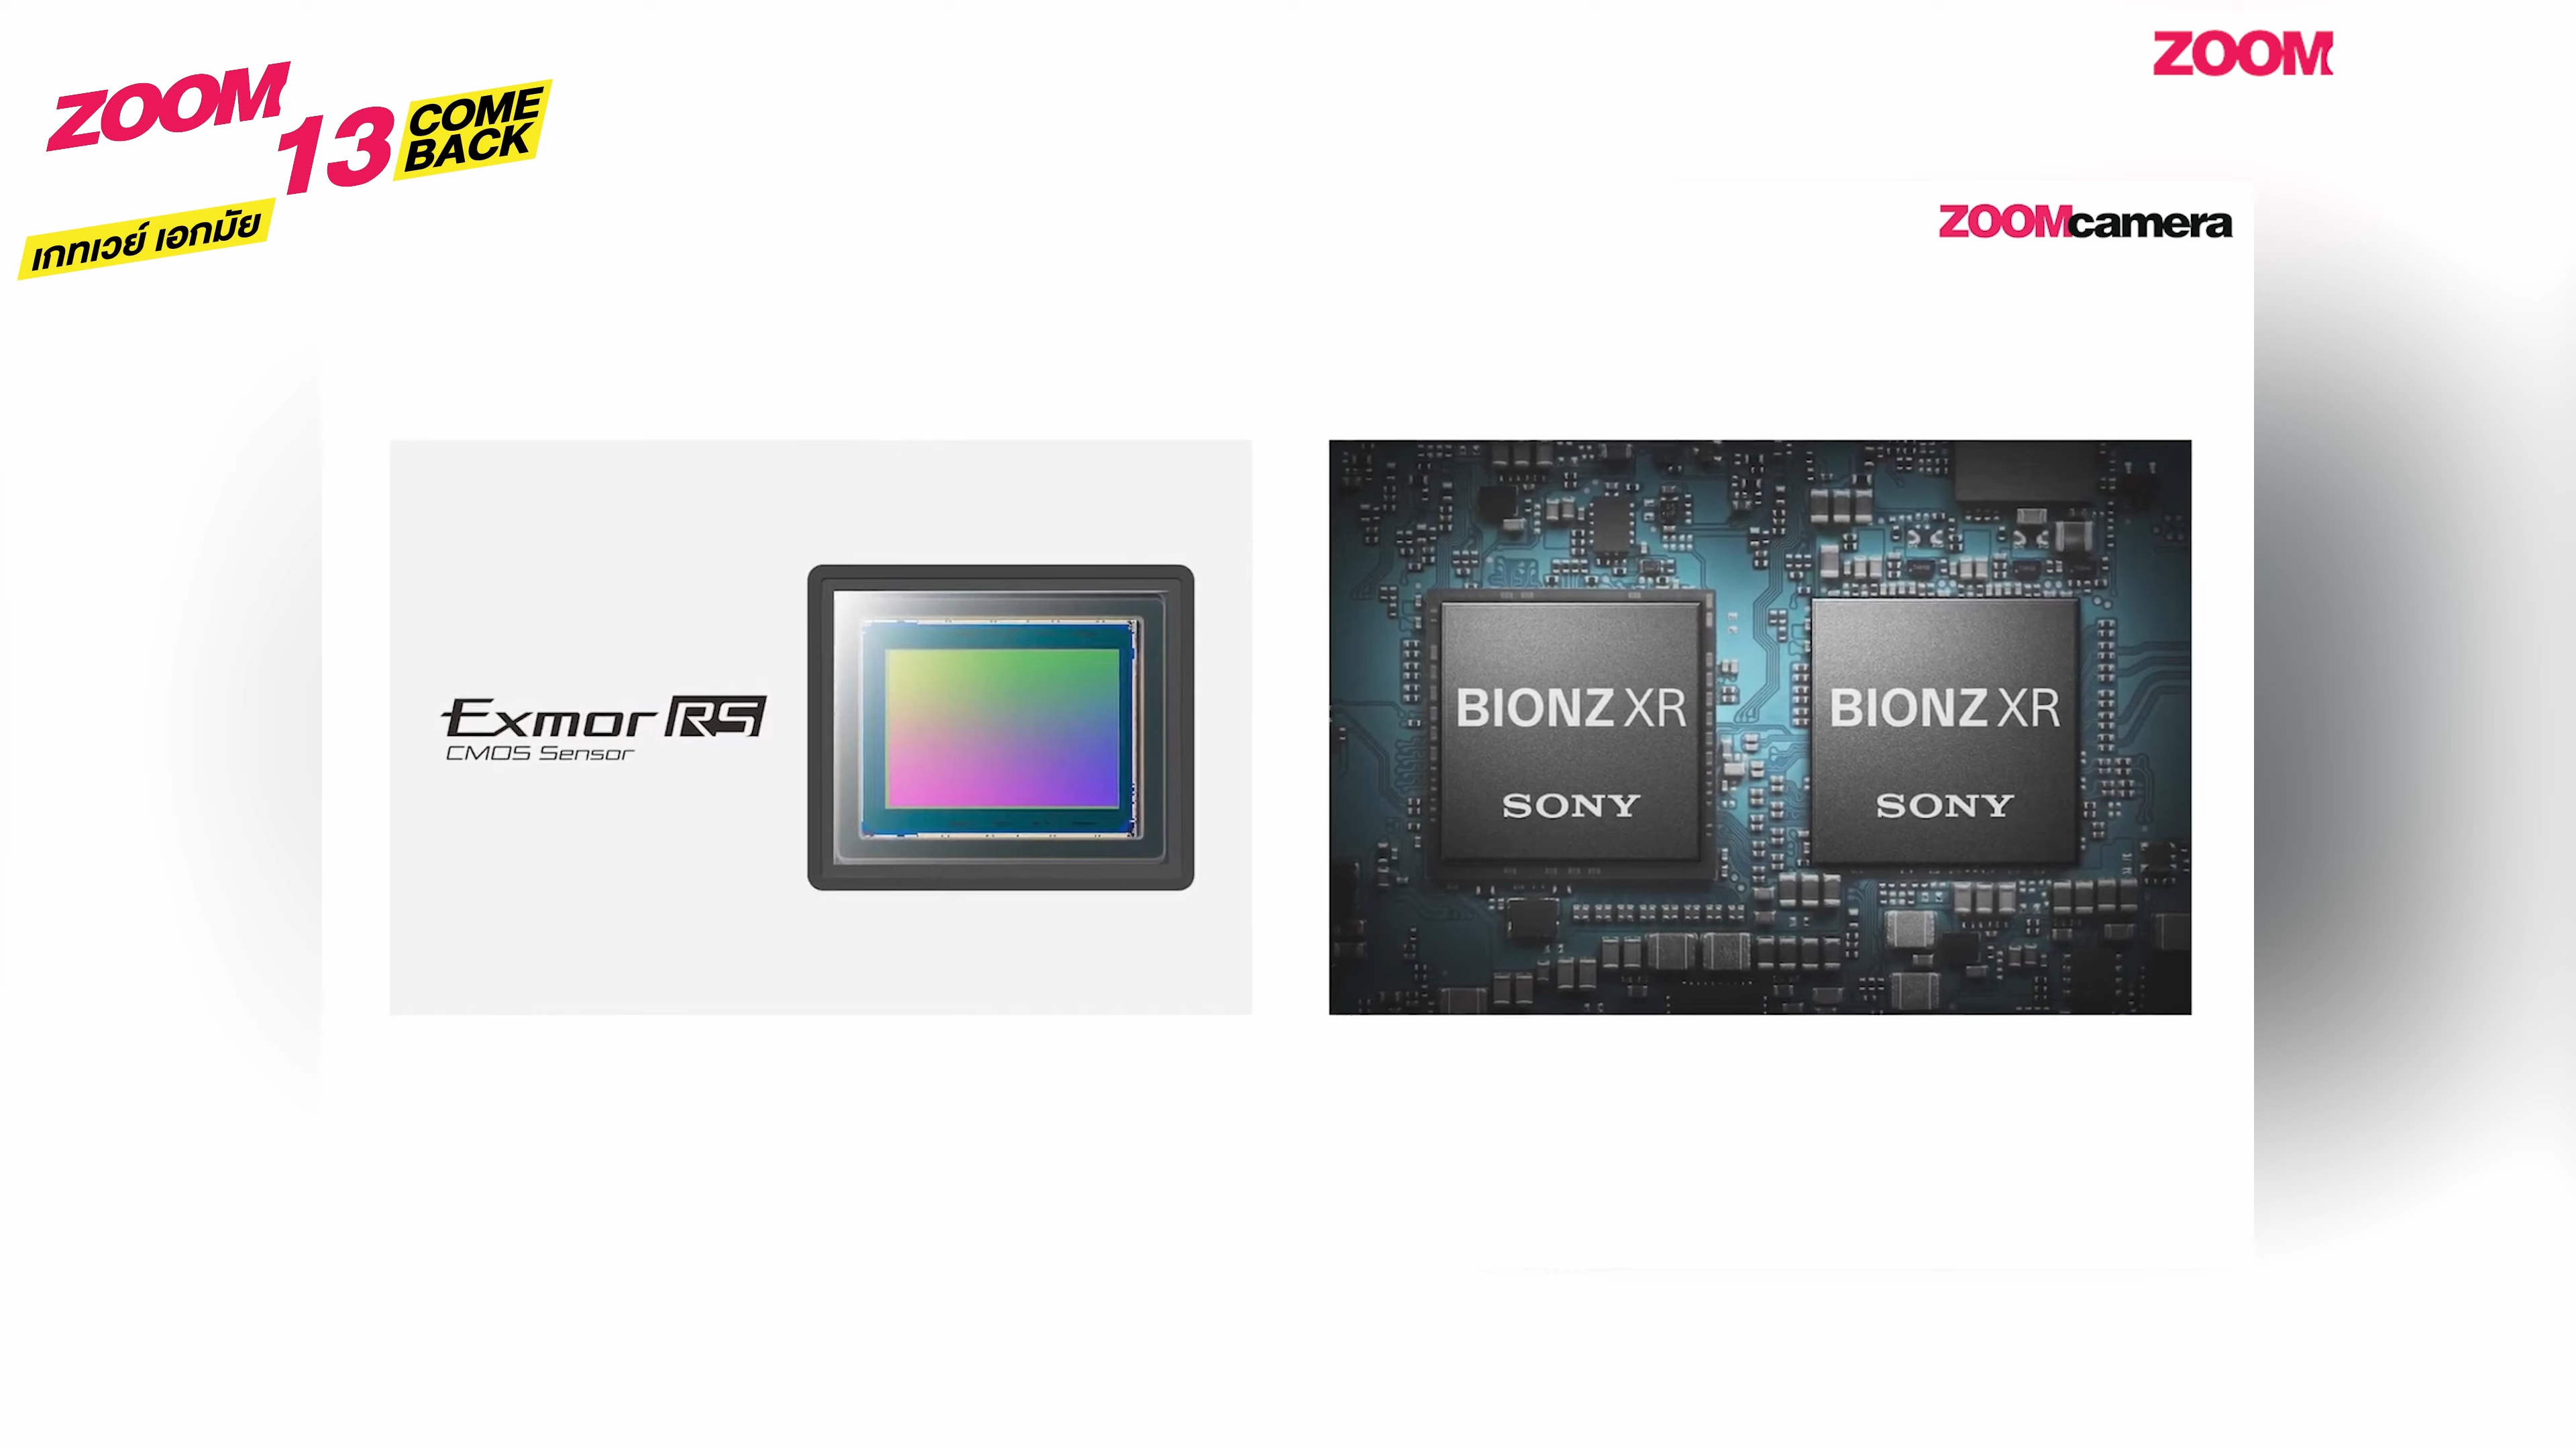 ZOOM
13
COME
BACK
เกทเวย์ เอกมัย
ZOOM
ZOOMcamera
Exmor RS
CMOS Sensor
BIONZ XR
SONY
BIONZ XR
SONY